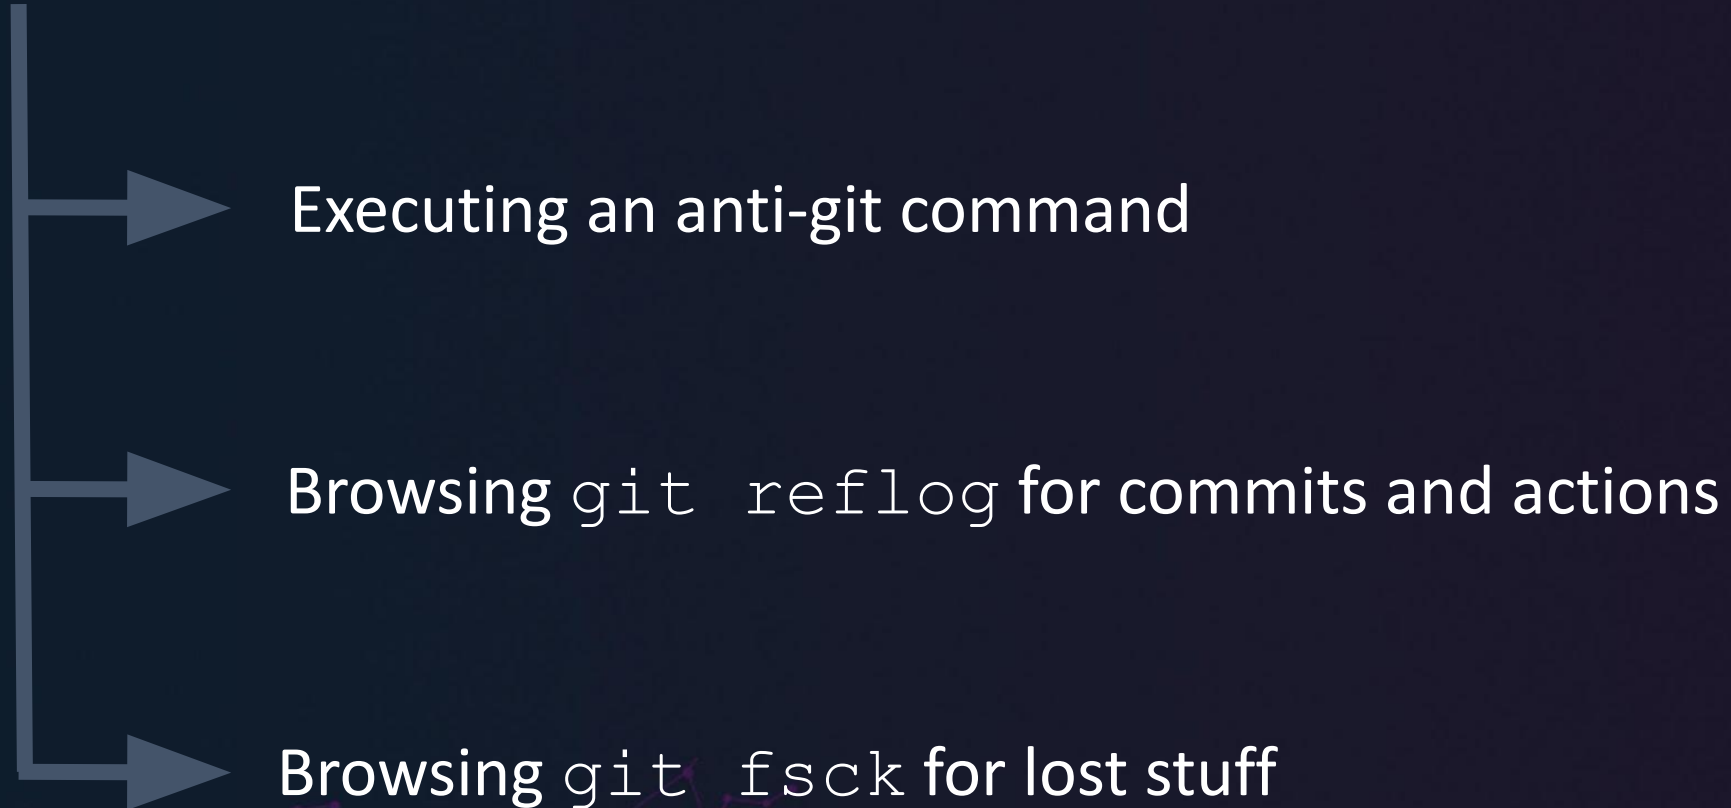 Executing an anti-git command
Browsing git reflog for commits and actions
Browsing git fsck for lost stuff